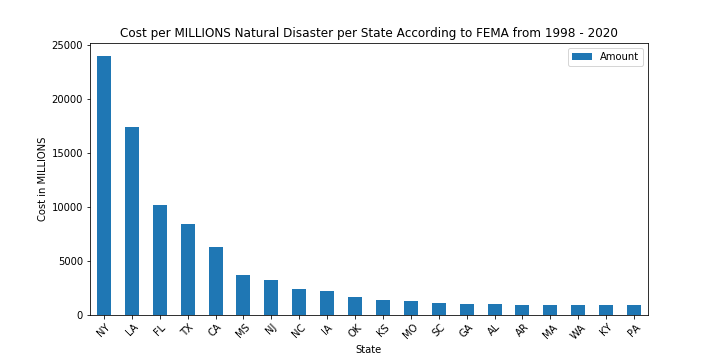 Cost per MILLIONS Natural Disaster per State According to FEMA from 1998 - 2020
Amount
Cost in MILLIONS
25000
20000
15000
10000
5000
0
NY LA FL TX CA MS NJ NC IA OK KS MO SC GA AL AR MA WA KY PA
State